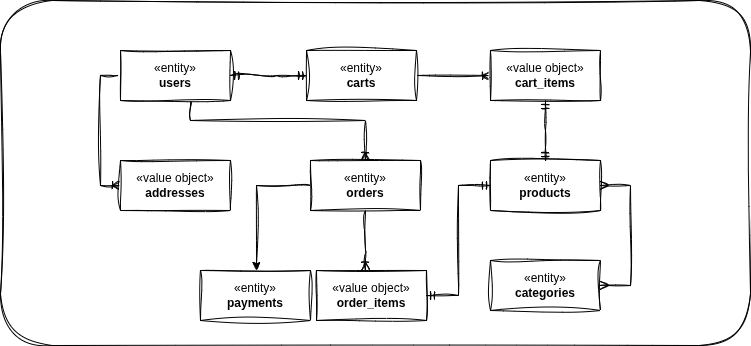 «entity»
users
«entity»
carts
«value object»
cart_items
«value object»
addresses
«entity»
orders
«entity»
products
«entity»
payments
«value object»
order_items
«entity»
categories